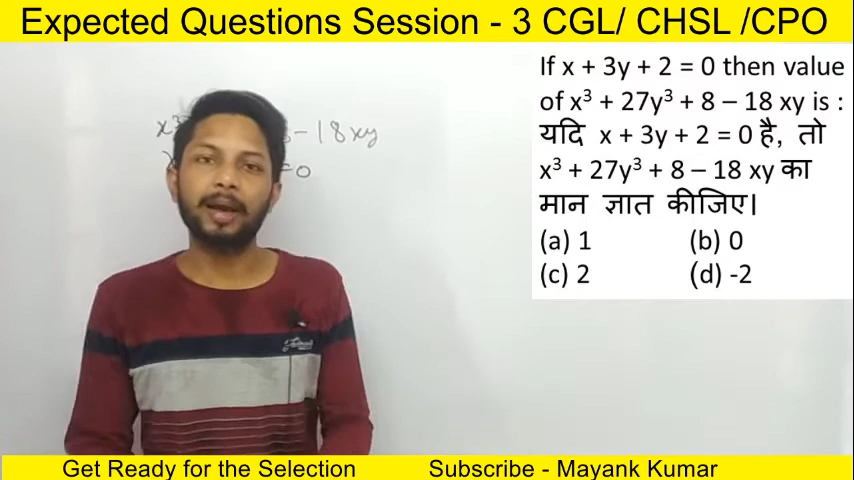 Expected Questions Session - 3 CGL/ CHSL /CPO
If x + 3y + 2 = 0 then value
of x³ + 27y³ + 8 – 18 xy is :
यदि x + 3y + 2 = 0 है, तो
x³ + 27y³ + 8 – 18 xy का
मान ज्ञात कीजिए।
(a) 1 (b) 0
(c) 2 (d) -2
x³ - 18xy
=0
Get Ready for the Selection Subscribe - Mayank Kumar